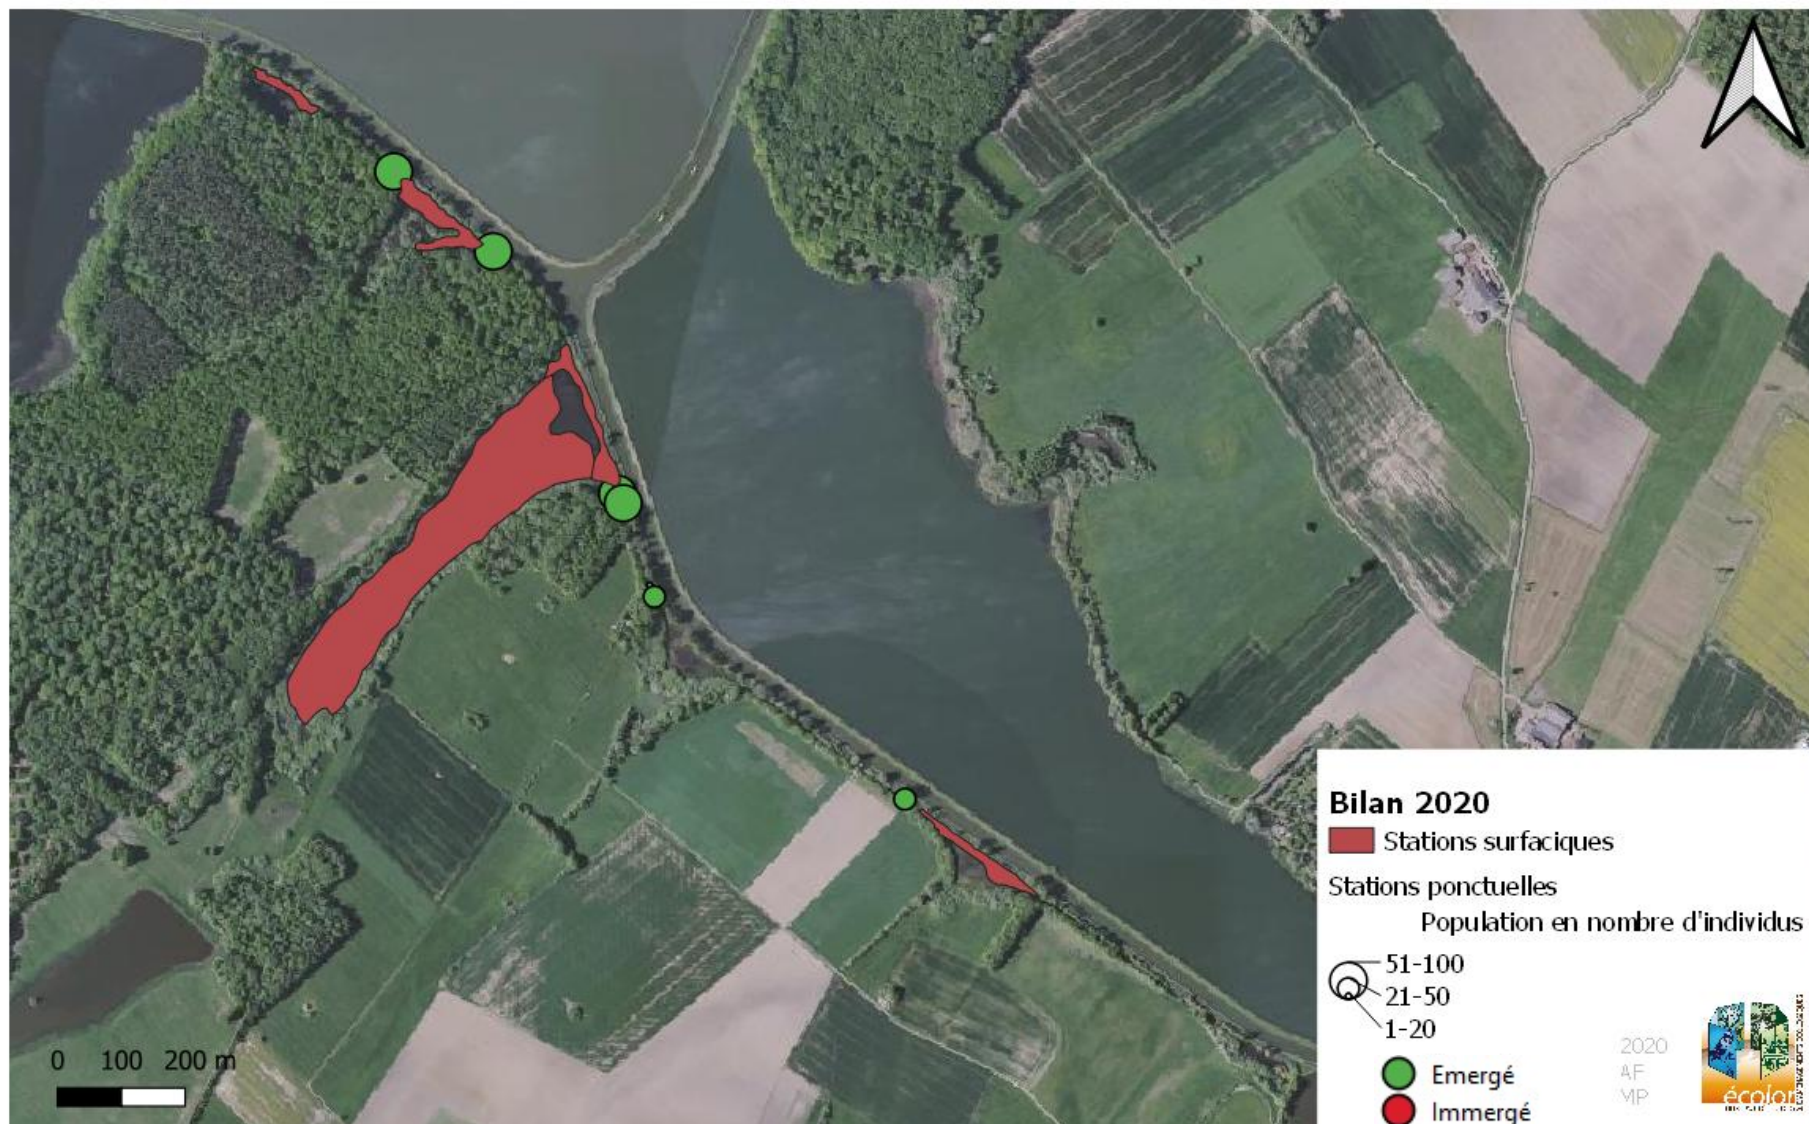 Bilan 2020
Stations surfaciques
Stations ponctuelles
Population en nombre d'individus
51-100
21-50
1-20
Emergé
Immergé
0 100 200 m
2020
AF
MP
écolor